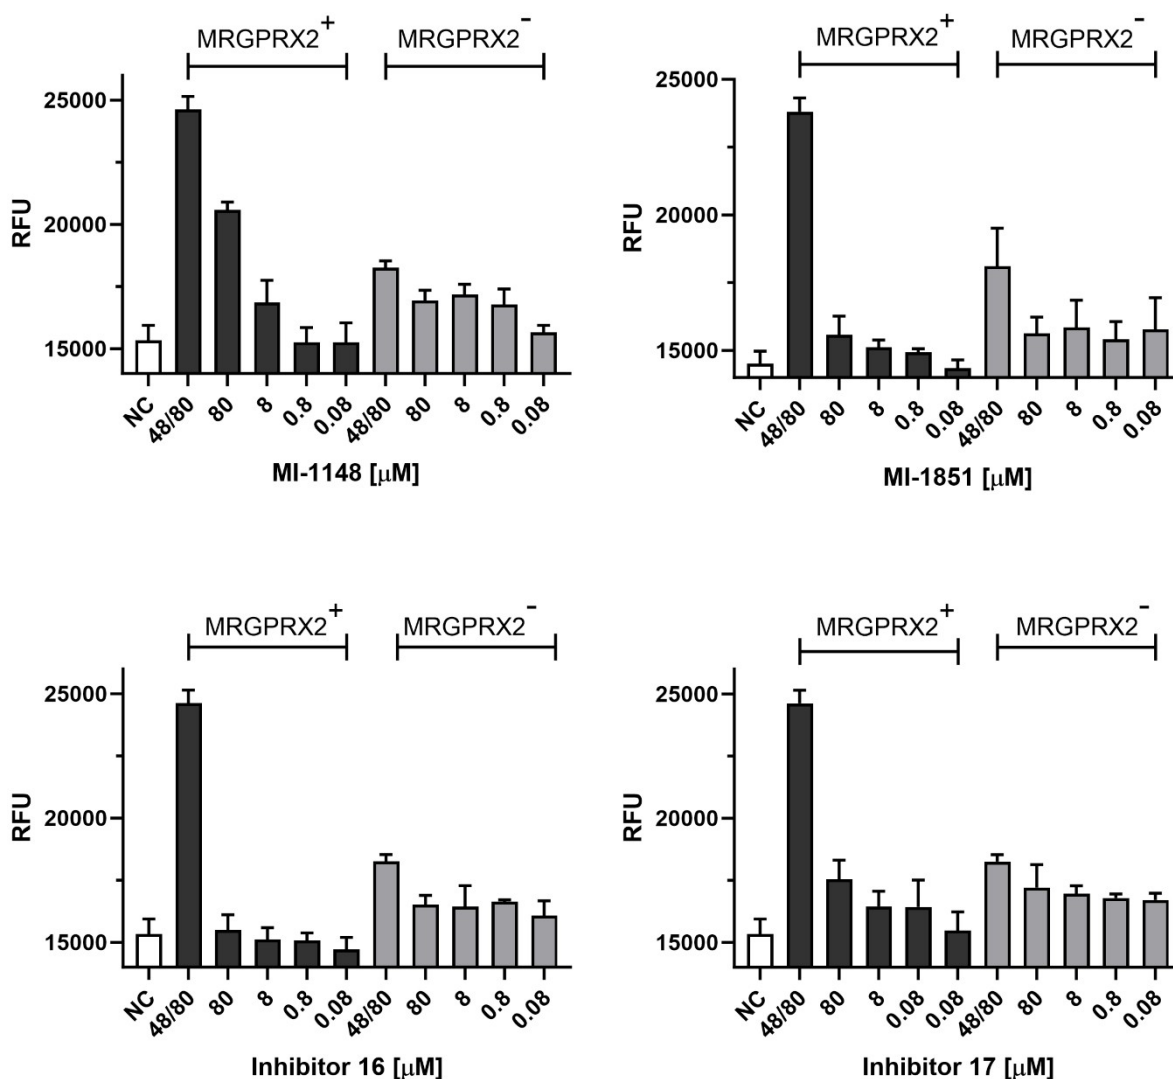 MRGPRX2+ MRGPRX2-
25000
20000
15000
RFU
NC 48/80 80 8 0.8 0.08 48/80 80 8 0.8 0.08
MI-1148 [μM]
MRGPRX2+ MRGPRX2-
25000
20000
15000
RFU
NC 48/80 80 8 0.8 0.08 48/80 80 8 0.8 0.08
MI-1851 [μM]
MRGPRX2+ MRGPRX2-
25000
20000
15000
RFU
NC 48/80 80 8 0.8 0.08 48/80 80 8 0.8 0.08
Inhibitor 16 [μM]
MRGPRX2+ MRGPRX2-
25000
20000
15000
RFU
NC 48/80 80 8 0.08 0.08 48/80 80 8 0.8 0.08
Inhibitor 17 [μM]